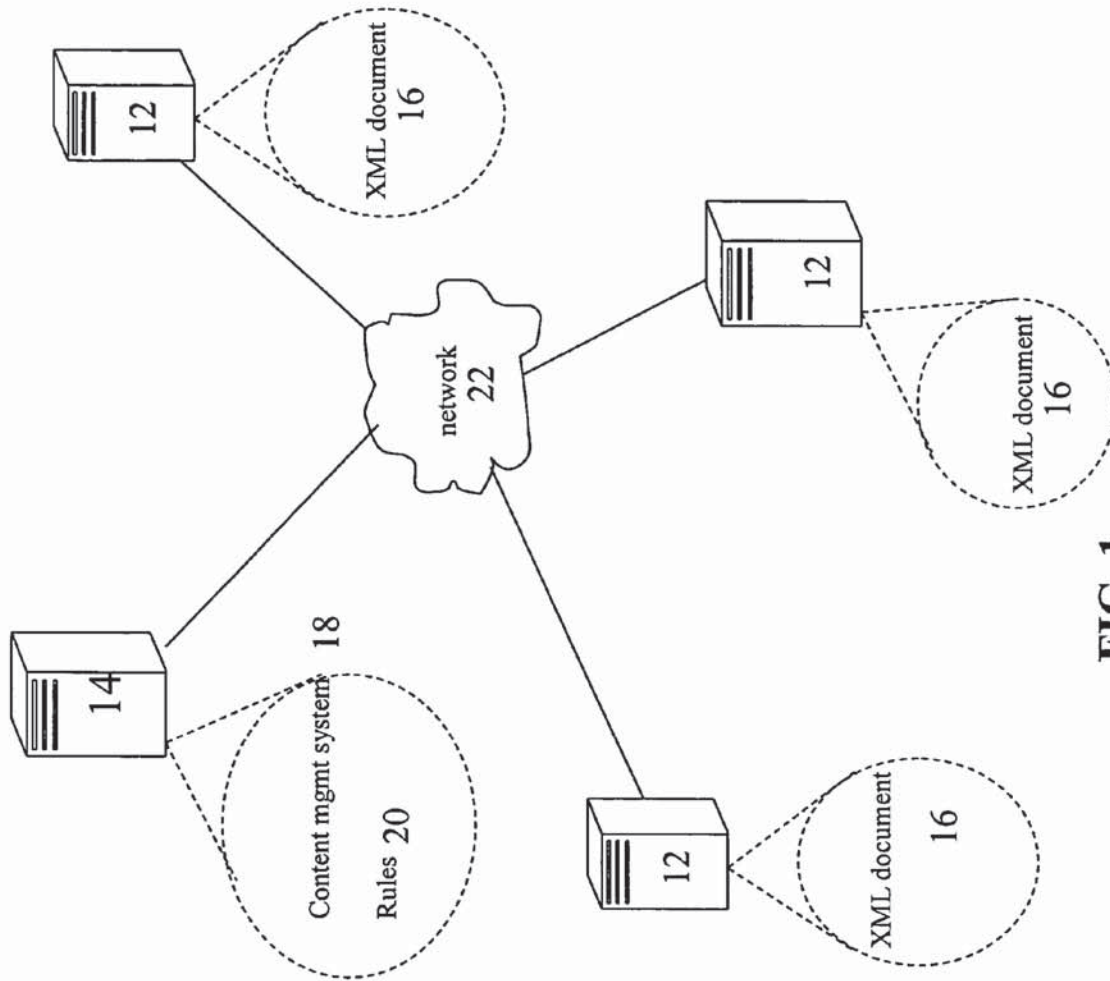 14
Content mgmt system 18
Rules 20
12
XML document
16
network
22
12
XML document
16
12
XML document
16
FIG. 1